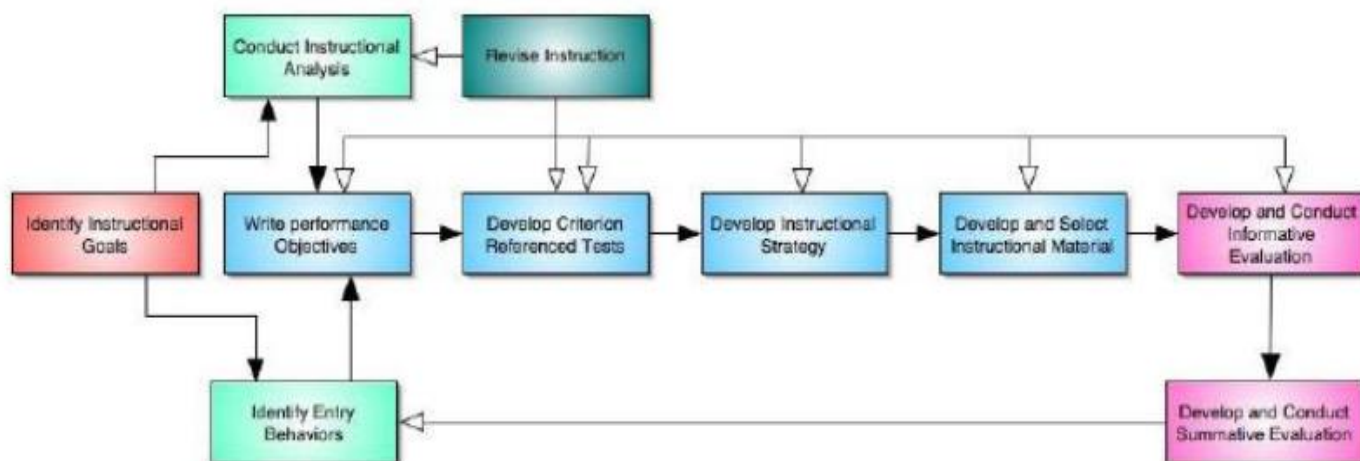 Conduct Instructional
Analysis
Revise Instruction
Identify Instructional
Goals
Write performance
Objectives
Develop Criterion
Referenced Tests
Develop Instructional
Strategy
Develop and Select
Instructional Material
Develop and Conduct
Informative
Evaluation
Identify Entry
Behaviors
Develop and Conduct
Summative Evaluation